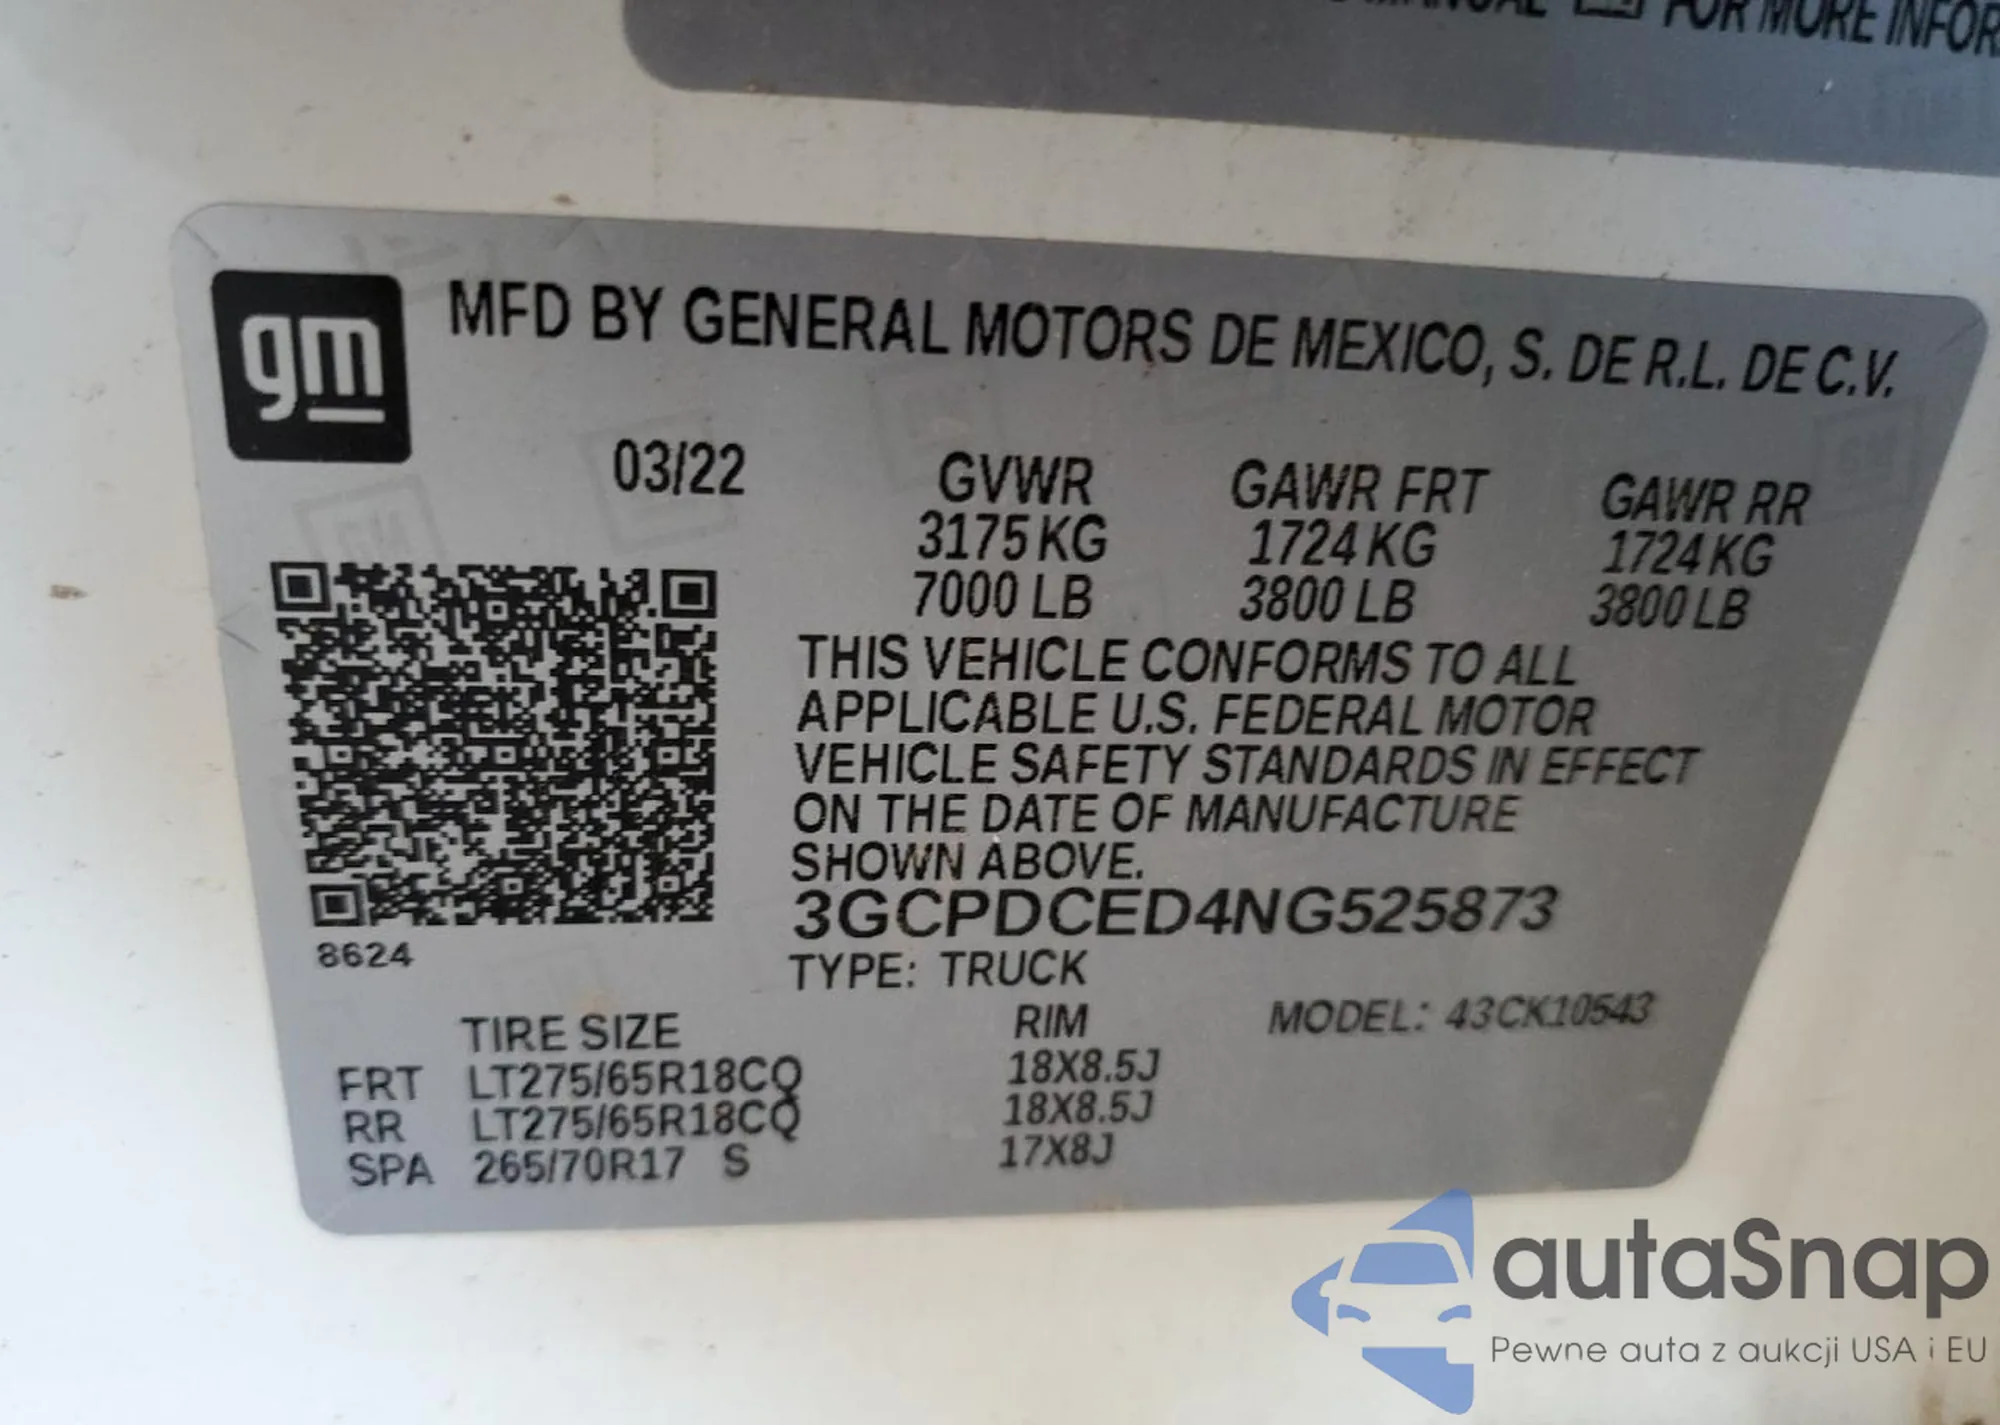 MANUAL FOR MORE INFOR
gm
MFD BY GENERAL MOTORS DE MEXICO, S. DE R.L. DE C.V.
03/22 GVWR GAWR FRT GAWR RR
3175 KG 1724 KG 1724 KG
7000 LB 3800 LB 3800 LB
THIS VEHICLE CONFORMS TO ALL
APPLICABLE U.S. FEDERAL MOTOR
VEHICLE SAFETY STANDARDS IN EFFECT
ON THE DATE OF MANUFACTURE
SHOWN ABOVE.
3GCPDCED4NG525873
8624
TYPE: TRUCK
TIRE SIZE RIM MODEL: 43CK10543
FRT LT275/65R18CQ 18X8.5J
RR LT275/65R18CQ 18X8.5J
SPA 265/70R17 S 17X8J
autaSnap
Pewne auta z aukcji USA i EU